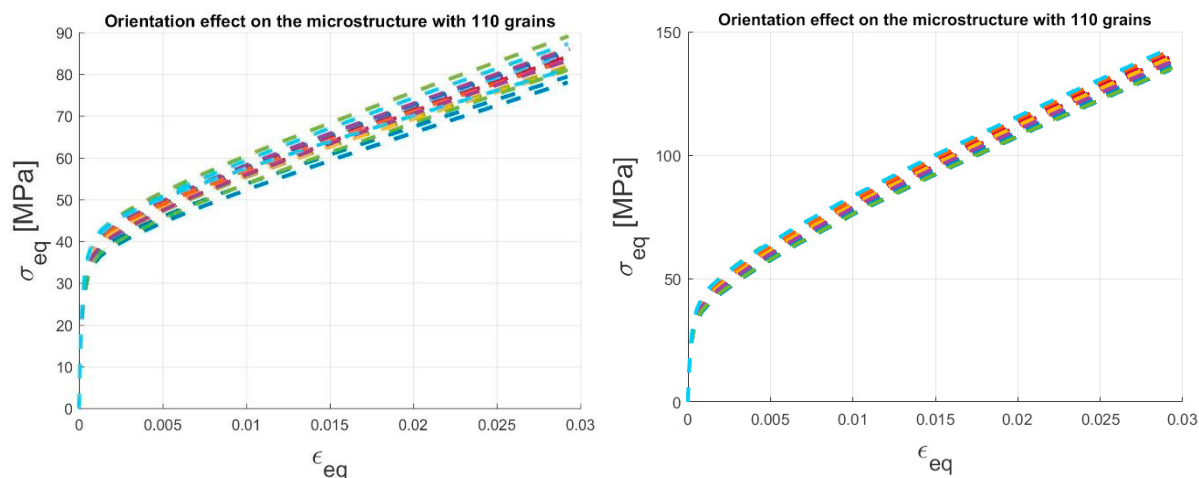 Orientation effect on the microstructure with 110 grains
90
80
70
60
50
40
30
20
10
0
σeq [MPa]
0 0.005 0.01 0.015 0.02 0.025 0.03
ϵeq
Orientation effect on the microstructure with 110 grains
150
100
50
0
σeq [MPa]
0 0.005 0.01 0.015 0.02 0.025 0.03
ϵeq